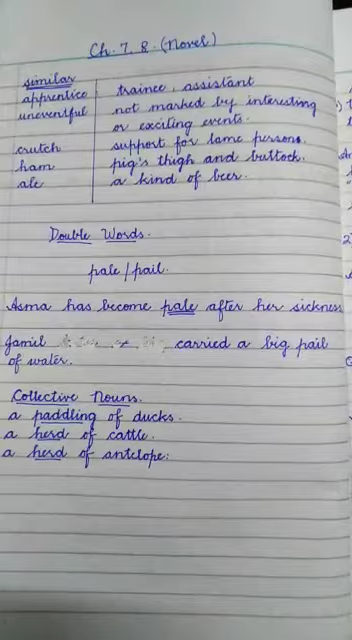 Ch. 7. 8. (Novel)
similar
apprentice trainee, assistant
uneventful not marked by interesting
or exciting events.
crutch support for lame persons.
ham pig's thigh and buttock.
ale a kind of beer.
Double Words.
pale / pail.
Asma has become pale after her sickness
Jamil carried a big pail
of water.
Collective Nouns.
a paddling of ducks.
a herd of cattle.
a herd of antelope: